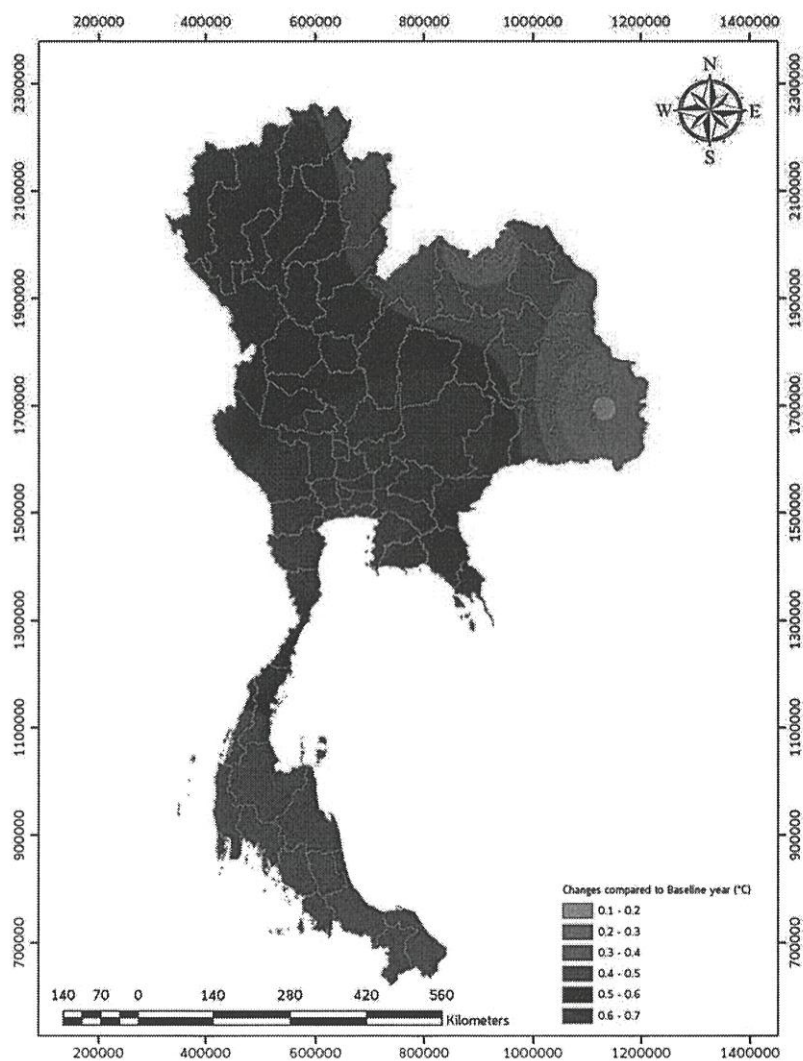 200000 400000 600000 800000 1000000 1200000 1400000
N
W E
S
2300000 2300000
2100000 2100000
1900000 1900000
1700000 1700000
1500000 1500000
1300000 1300000
1100000 1100000
900000 900000
700000 700000
Changes compared to Baseline year (°C)
0.1 - 0.2
0.2 - 0.3
0.3 - 0.4
0.4 - 0.5
0.5 - 0.6
0.6 - 0.7
140 70 0 140 280 420 560
Kilometers
200000 400000 600000 800000 1000000 1200000 1400000